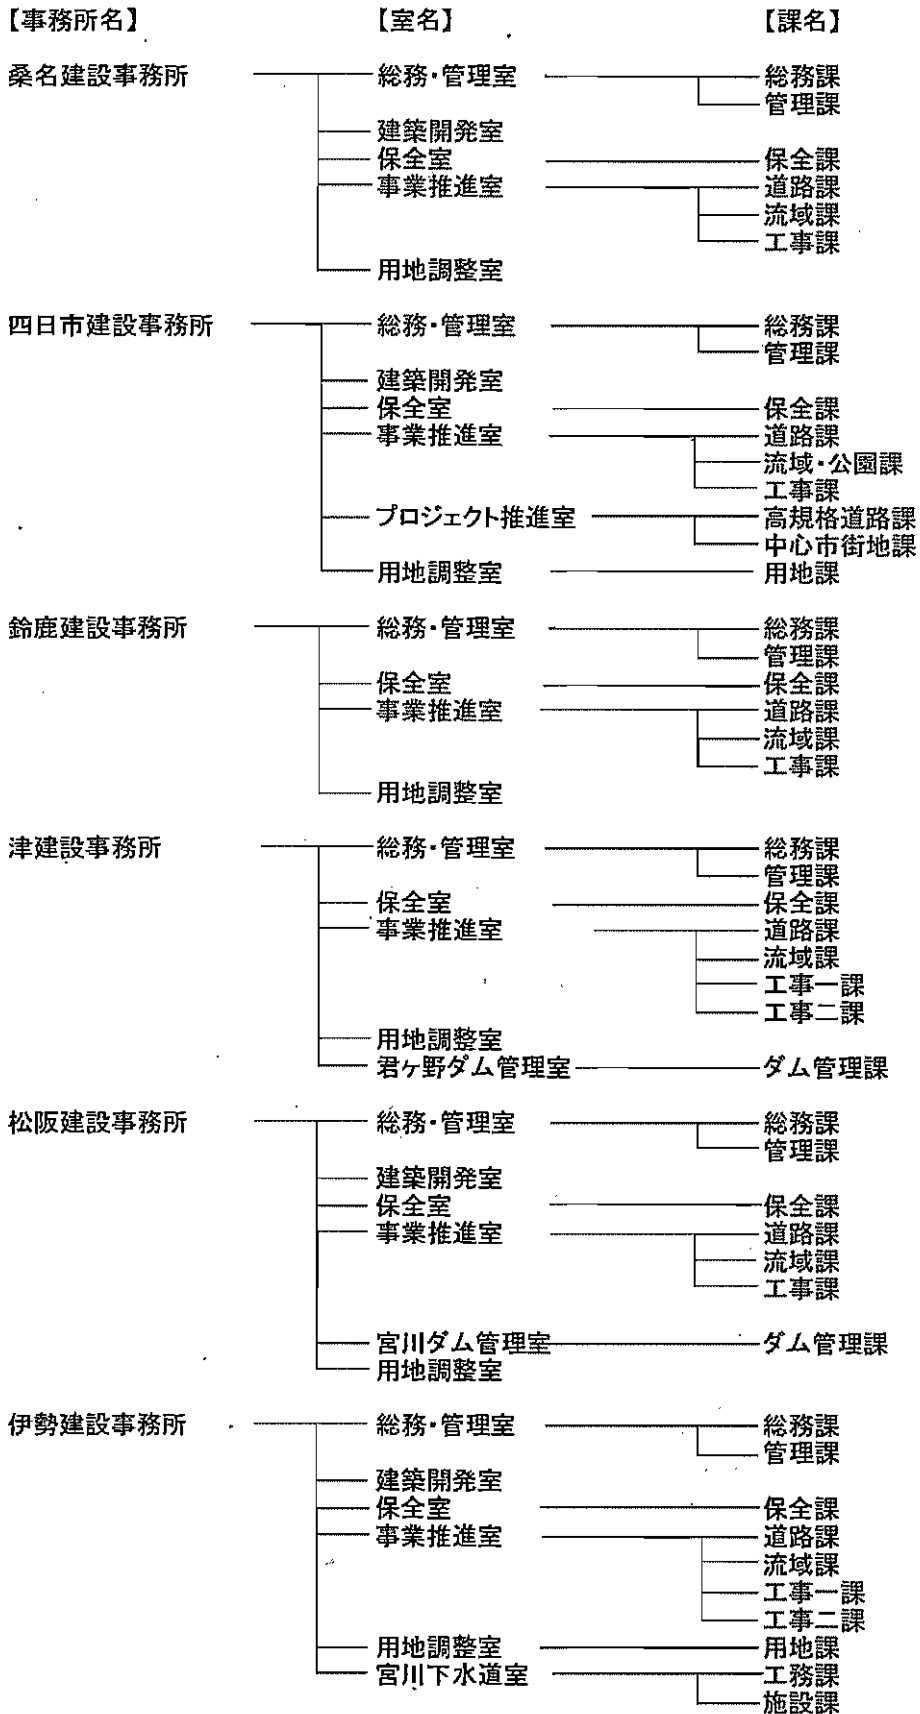 【事務所名】 【室名】 【課名】
桑名建設事務所 総務・管理室 総務課
管理課
建築開発室
保全室 保全課
事業推進室 道路課
流域課
工事課
用地調整室
四日市建設事務所 総務・管理室 総務課
管理課
建築開発室
保全室 保全課
事業推進室 道路課
流域・公園課
工事課
プロジェクト推進室 高規格道路課
中心市街地課
用地調整室 用地課
鈴鹿建設事務所 総務・管理室 総務課
管理課
保全室 保全課
事業推進室 道路課
流域課
工事課
用地調整室
津建設事務所 総務・管理室 総務課
管理課
保全室 保全課
事業推進室 道路課
流域課
工事一課
工事二課
用地調整室
君ヶ野ダム管理室 ダム管理課
松阪建設事務所 総務・管理室 総務課
管理課
建築開発室
保全室 保全課
事業推進室 道路課
流域課
工事課
宮川ダム管理室 ダム管理課
用地調整室
伊勢建設事務所 総務・管理室 総務課
管理課
建築開発室
保全室 保全課
事業推進室 道路課
流域課
工事一課
工事二課
用地調整室 用地課
宮川下水道室 工務課
施設課